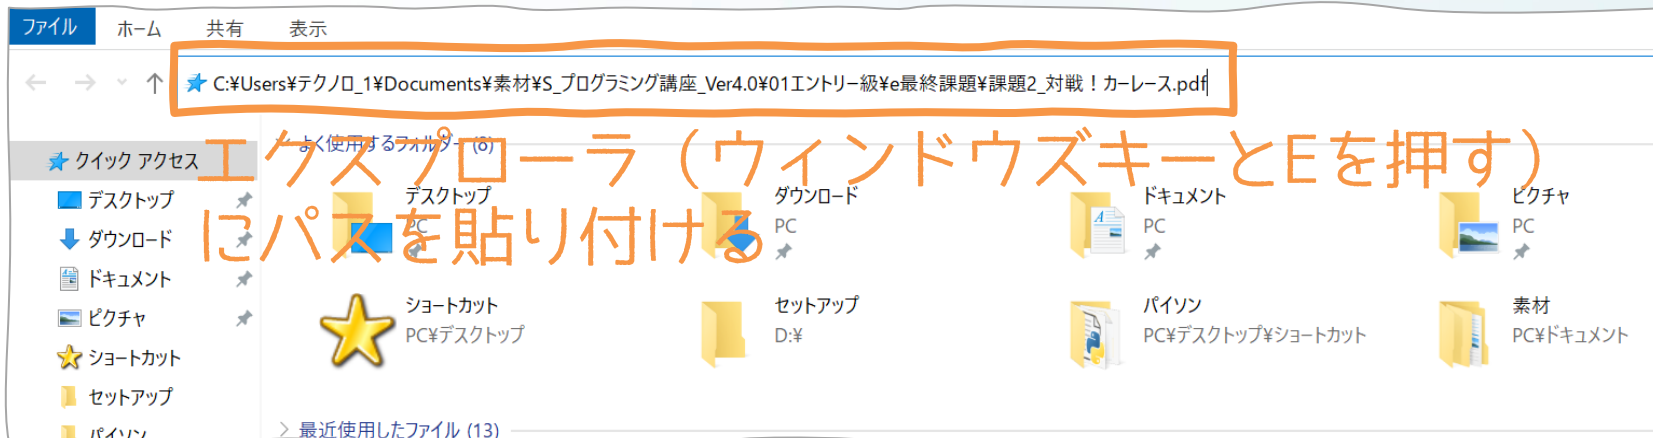 ファイル ホーム 共有 表示
C:¥Users¥テクノロ_1¥Documents¥素材¥S_プログラミング講座_Ver4.0¥01エントリー級¥e最終課題¥課題2_対戦！カーレース.pdf
よく使用するフォルダー (8)
エクスプローラ（ウィンドウズキーとEを押す）
にパスを貼り付ける
クイック アクセス
デスクトップ
ダウンロード
ドキュメント
ピクチャ
ショートカット
セットアップ
パイソン
デスクトップ
PC
ダウンロード
PC
ドキュメント
PC
ピクチャ
PC
ショートカット
PC¥デスクトップ
セットアップ
D:¥
パイソン
PC¥デスクトップ¥ショートカット
素材
PC¥ドキュメント
最近使用したファイル (13)